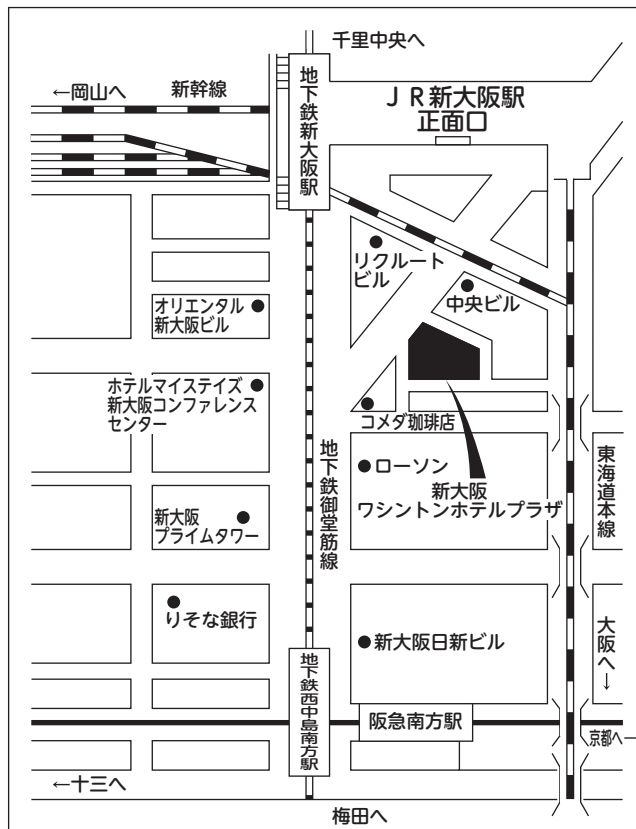 千里中央へ
←岡山へ
新幹線
地下鉄新大阪駅
ＪＲ新大阪駅
正面口
リクルート
ビル
中央ビル
オリエンタル
新大阪ビル
ホテルマイステイズ
新大阪コンファレンス
センター
コメダ珈琲店
地下鉄御堂筋線
ローソン
新大阪
ワシントンホテルプラザ
東海道本線
新大阪
プライムタワー
りそな銀行
新大阪日新ビル
大阪へ→
地下鉄西中島南方駅
阪急南方駅
京都へ─
←十三へ
梅田へ